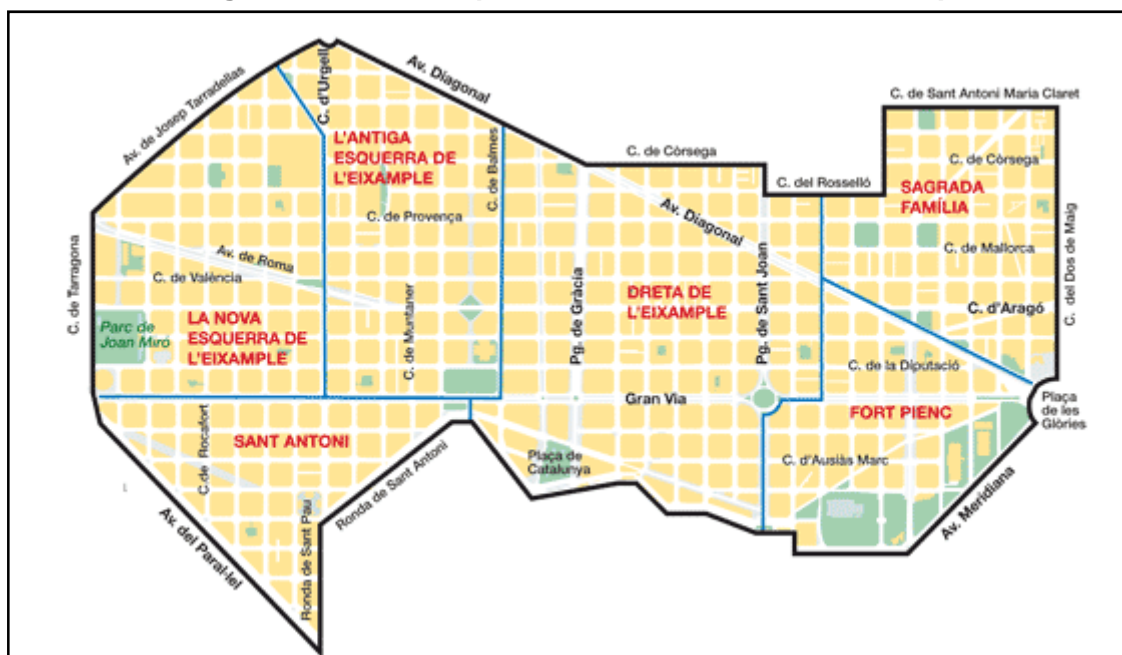 C. d'Urgell
Av. Diagonal
Av. de Josep Tarradellas
C. de Sant Antoni Maria Claret
L'ANTIGA
ESQUERRA DE
L'EIXAMPLE
C. de Balmes
C. de Còrsega
C. de Còrsega
C. del Rosselló
SAGRADA
FAMÍLIA
C. de Provença
Av. Diagonal
C. de Mallorca
C. del Dos de Maig
C. de Tarragona
Av. de Roma
C. de València
Pg. de Gràcia
Pg. de Sant Joan
DRETA DE
L'EIXAMPLE
C. d'Aragó
C. de Muntaner
Parc de
Joan Miró
LA NOVA
ESQUERRA DE
L'EIXAMPLE
C. de la Diputació
Gran Via
FORT PIENC
Plaça
de les
Glòries
C.de Rocafort
SANT ANTONI
Ronda de Sant Antoni
Plaça de
Catalunya
C. d'Ausiàs Marc
Av. Meridiana
Av. del Paral·lel
Ronda de Sant Pau